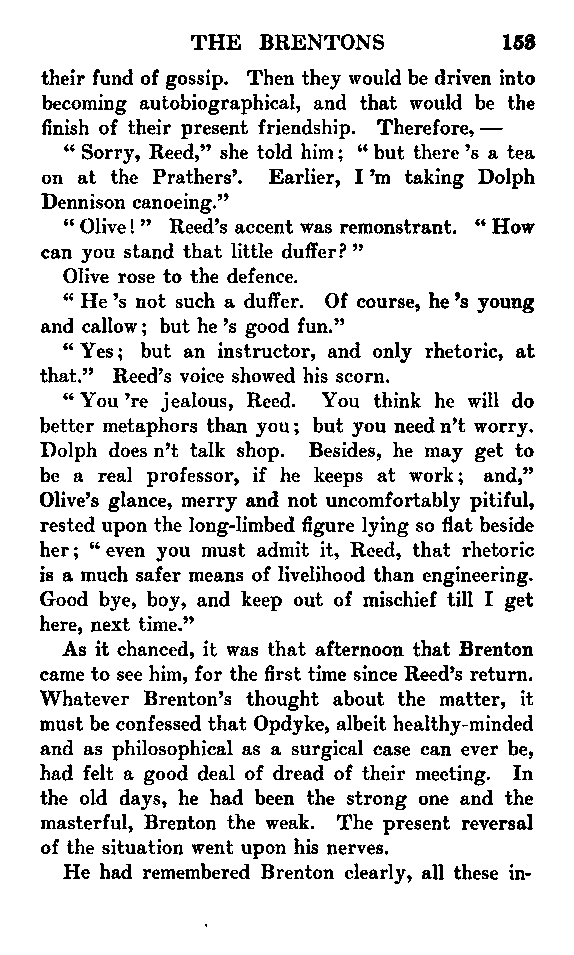 THE BRENTONS 153
their fund of gossip. Then they would be driven into
becoming autobiographical, and that would be the
finish of their present friendship. Therefore, —
“ Sorry, Reed,” she told him; “ but there 's a tea
on at the Prathers'. Earlier, I 'm taking Dolph
Dennison canoeing.”
“ Olive! ” Reed's accent was remonstrant. “ How
can you stand that little duffer? ”
Olive rose to the defence.
“ He 's not such a duffer. Of course, he 's young
and callow; but he 's good fun.”
“ Yes; but an instructor, and only rhetoric, at
that.” Reed's voice showed his scorn.
“ You 're jealous, Reed. You think he will do
better metaphors than you; but you need n't worry.
Dolph does n't talk shop. Besides, he may get to
be a real professor, if he keeps at work; and,”
Olive's glance, merry and not uncomfortably pitiful,
rested upon the long-limbed figure lying so flat beside
her; “ even you must admit it, Reed, that rhetoric
is a much safer means of livelihood than engineering.
Good bye, boy, and keep out of mischief till I get
here, next time.”
As it chanced, it was that afternoon that Brenton
came to see him, for the first time since Reed's return.
Whatever Brenton's thought about the matter, it
must be confessed that Opdyke, albeit healthy-minded
and as philosophical as a surgical case can ever be,
had felt a good deal of dread of their meeting. In
the old days, he had been the strong one and the
masterful, Brenton the weak. The present reversal
of the situation went upon his nerves.
He had remembered Brenton clearly, all these in-